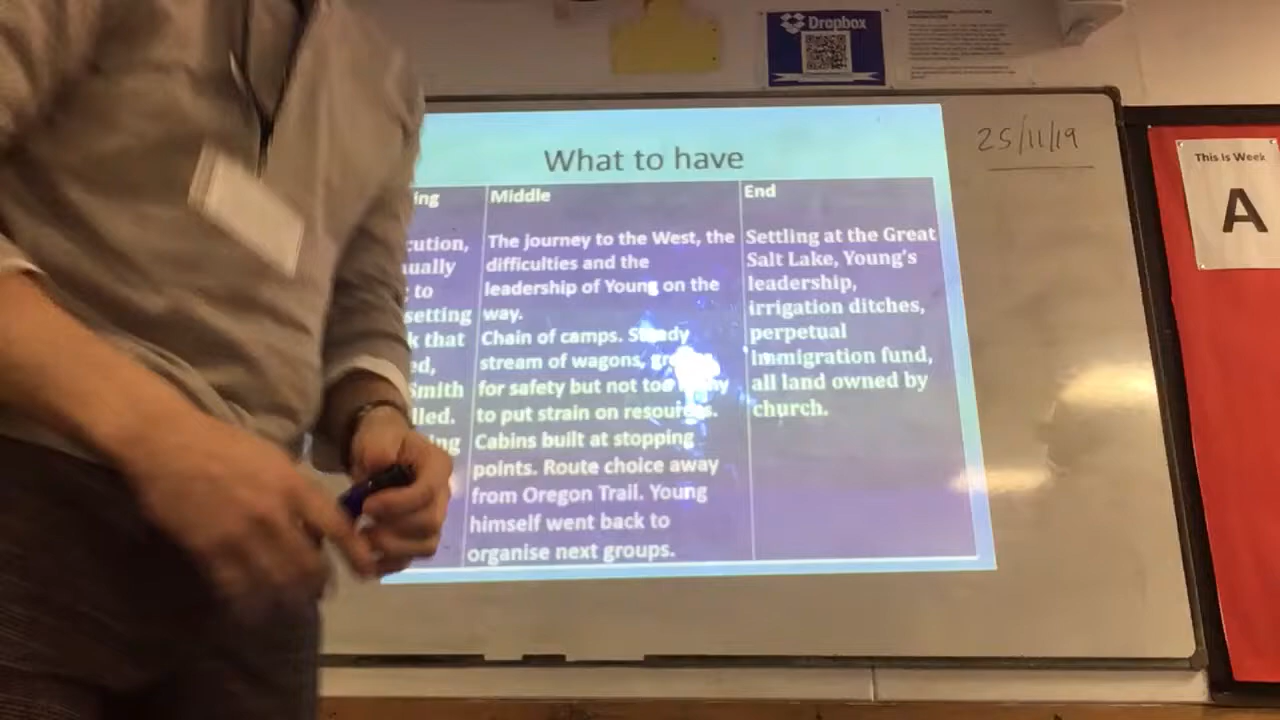 Dropbox
25/11/19
This Is Week
A
What to have
ing
cution,
ually
to
setting
k that
ed,
Smith
lled.
ing
Middle
The journey to the West, the
difficulties and the
leadership of Young on the
way.
Chain of camps. Steady
stream of wagons,
for safety but not too
to put strain on resources.
Cabins built at stopping
points. Route choice away
from Oregon Trail. Young
himself went back to
organise next groups.
End
Settling at the Great
Salt Lake, Young's
leadership,
irrigation ditches,
perpetual
Immigration fund,
all land owned by
church.